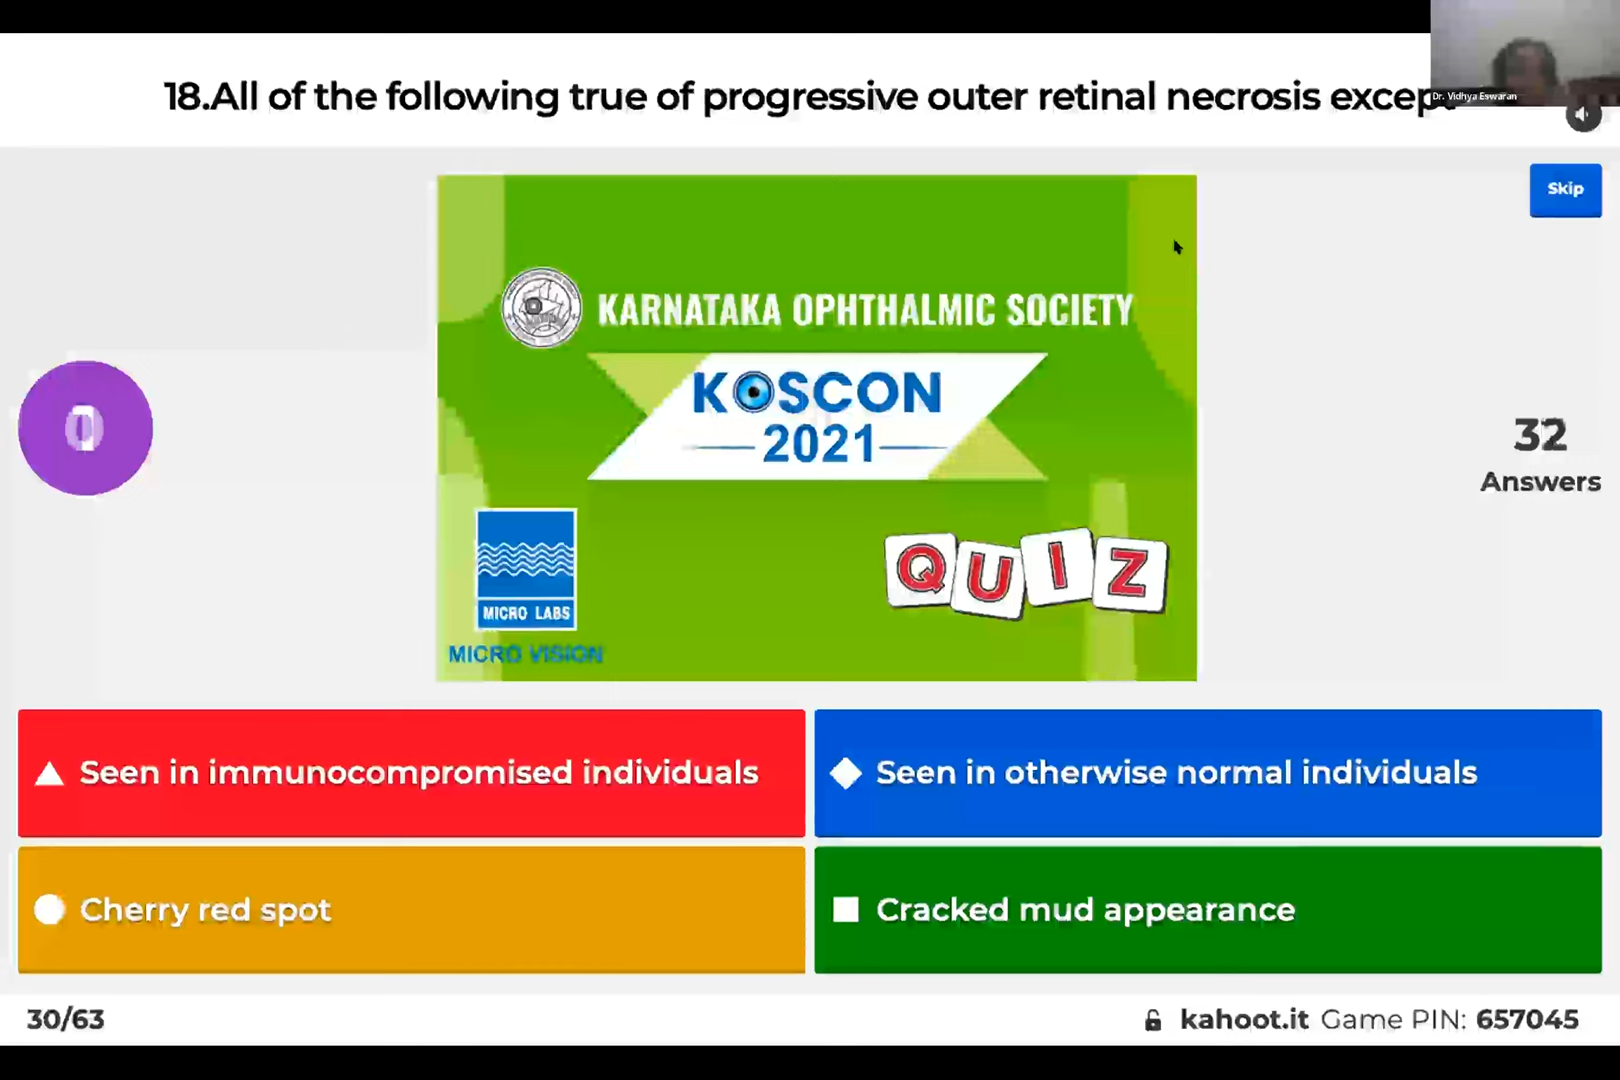 18.All of the following true of progressive outer retinal necrosis except
Dr. Vidhya Eswaran
Skip
KARNATAKA OPHTHALMIC SOCIETY
KOSCON
2021
0
32
Answers
QUIZ
MICRO LABS
MICRO VISION
Seen in immunocompromised individuals
Seen in otherwise normal individuals
Cherry red spot
Cracked mud appearance
30/63
kahoot.it Game PIN: 657045